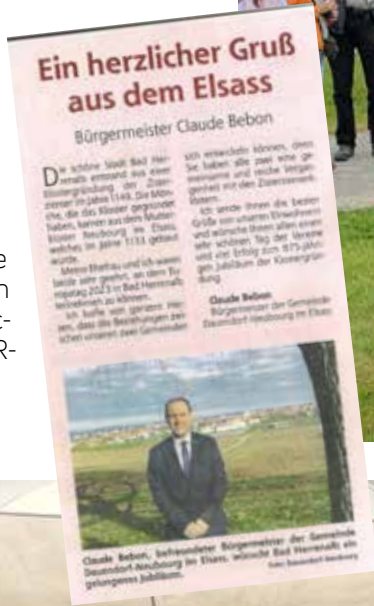 Ein herzlicher Gruß
aus dem Elsass
Bürgermeister Claude Bebon
Die schöne Stadt Bad Her-
renalb entstand aus einer
Klostergründung der Zister-
zienser im Jahre 1149. Die Mön-
che, die das Kloster gegründet
haben, kamen aus dem Mutter-
kloster Neubourg im Elsass,
welches im Jahre 1133 gebaut
wurde.
Meine Ehefrau und ich waren
beide sehr geehrt, an dem Eu-
ropatag 2023 in Bad Herrenalb
teilnehmen zu können.
Ich hoffe von ganzem Her-
zen, dass die Beziehungen zwi-
schen unseren zwei Gemeinden
sich entwickeln können, denn
Sie haben alle zwei eine ge-
meinsame und reiche Vergan-
genheit mit den Zisterzienser-
klöstern.
Ich sende Ihnen die besten
Grüße von unseren Einwohnern
und wünsche Ihnen allen einen
sehr schönen Tag der Vereine
und viel Erfolg zum 875-jähri-
gen Jubiläum der Klostergrün-
dung.
Claude Bebon
Bürgermeister der Gemeinde
Dauendorf-Neubourg im Elsass
Claude Bebon, befreundeter Bürgermeister der Gemeinde
Dauendorf-Neubourg im Elsass, wünscht Bad Herrenalb ein
gelungenes Jubiläum.
Foto: Dauendorf-Neubourg
e
n
c-
R-